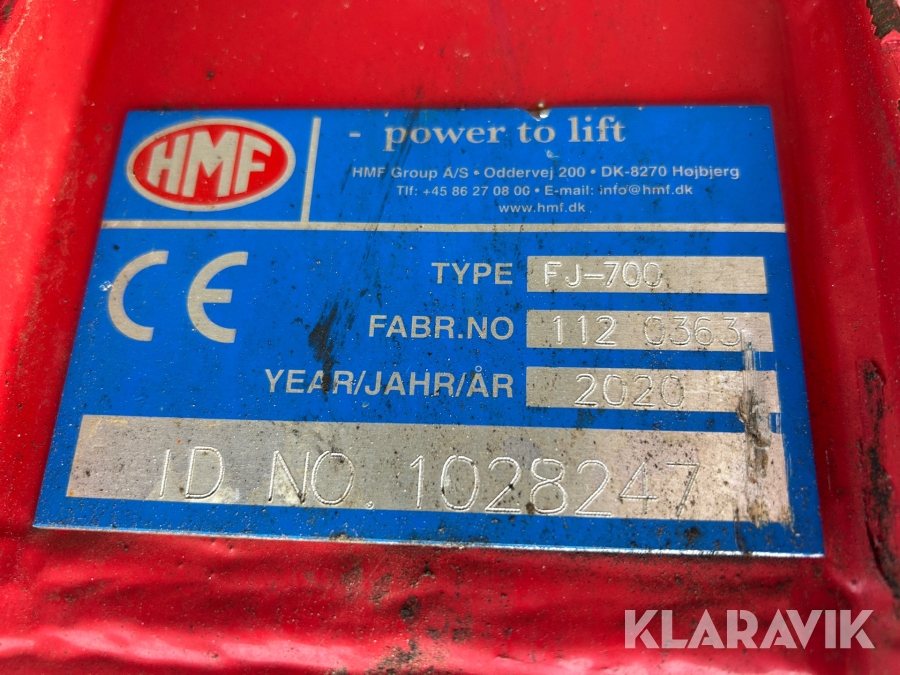 HMF
- power to lift
HMF Group A/S • Oddervej 200 • DK-8270 Højbjerg
Tlf: +45 86 27 08 00 • E-mail: info@hmf.dk
www.hmf.dk
CE
TYPE FJ-700
FABR.NO 112 0363
YEAR/JAHR/ÅR 2020
ID NO. 1028247
KLARAVIK